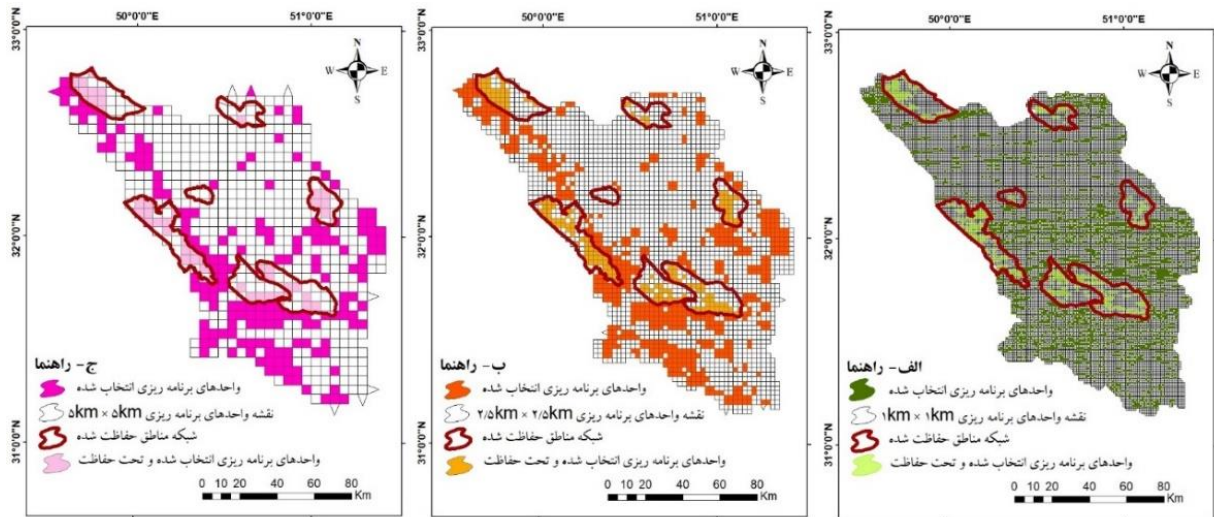 50°0'0"E 51°0'0"E
33°0'0"N
32°0'0"N
31°0'0"N
N
W E
S
ج- راهنما
واحدهای برنامه ریزی انتخاب شده
نقشه واحدهای برنامه ریزی ۵km × ۵km
شبکه مناطق حفاظت شده
واحدهای برنامه ریزی انتخاب شده و تحت حفاظت
0 10 20 40 60 80
Km
50°0'0"E 51°0'0"E
33°0'0"N
32°0'0"N
31°0'0"N
N
W E
S
ب- راهنما
واحدهای برنامه ریزی انتخاب شده
نقشه واحدهای برنامه ریزی ۲/۵km × ۲/۵km
شبکه مناطق حفاظت شده
واحدهای برنامه ریزی انتخاب شده و تحت حفاظت
0 10 20 40 60 80
Km
50°0'0"E 51°0'0"E
33°0'0"N
32°0'0"N
31°0'0"N
N
W E
S
الف- راهنما
واحدهای برنامه ریزی انتخاب شده
نقشه واحدهای برنامه ریزی ۱km × ۱km
شبکه مناطق حفاظت شده
واحدهای برنامه ریزی انتخاب شده و تحت حفاظت
0 10 20 40 60 80
Km